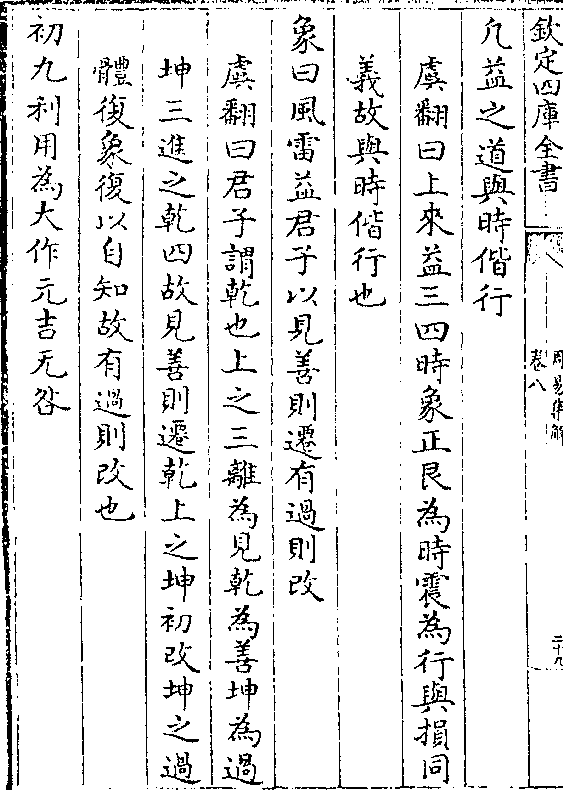 欽定四庫全書
周易集解
卷八
二十九
凡益之道與時偕行
虞翻曰上來益三四時象正艮為時震為行與損同
義故與時偕行也
象曰風雷益君子以見善則遷有過則改
虞翻曰君子謂乾也上之三離為見乾為善坤為過
坤三進之乾四故見善則遷乾上之坤初改坤之過
體復象復以自知故有過則改也
初九利用為大作元吉无咎